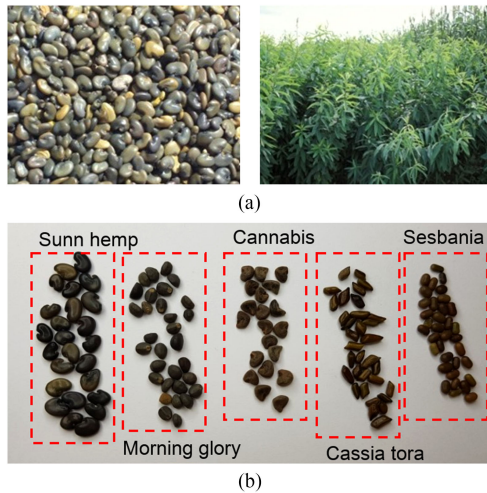 (a)
Sunn hemp
Cannabis
Sesbania
Morning glory
Cassia tora
(b)